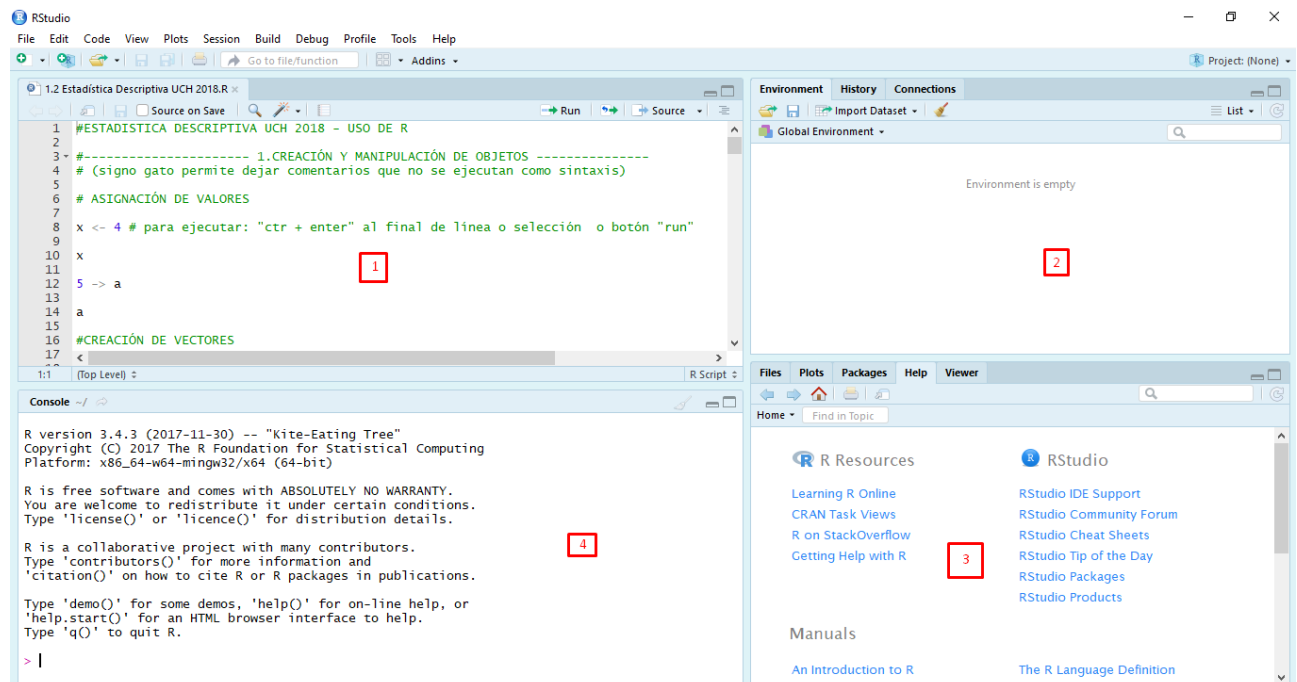 RStudio
File Edit Code View Plots Session Build Debug Profile Tools Help
Go to file/function Addins Project: (None)
1.2 Estadística Descriptiva UCH 2018.R
Source on Save Run Source
1 #ESTADISTICA DESCRIPTIVA UCH 2018 - USO DE R
2
3 #---------------------- 1.CREACIÓN Y MANIPULACIÓN DE OBJETOS ---------------
4 # (signo gato permite dejar comentarios que no se ejecutan como sintaxis)
5
6 # ASIGNACIÓN DE VALORES
7
8 x <- 4 # para ejecutar: "ctr + enter" al final de línea o selección o botón "run"
9
10 x
11
12 5 -> a
13
14 a
15
16 #CREACIÓN DE VECTORES
17
1
1:1 (Top Level) R Script
Environment History Connections
Import Dataset List
Global Environment
Environment is empty
2
Console ~/
R version 3.4.3 (2017-11-30) -- "Kite-Eating Tree"
Copyright (C) 2017 The R Foundation for Statistical Computing
Platform: x86_64-w64-mingw32/x64 (64-bit)
R is free software and comes with ABSOLUTELY NO WARRANTY.
You are welcome to redistribute it under certain conditions.
Type 'license()' or 'licence()' for distribution details.
R is a collaborative project with many contributors.
Type 'contributors()' for more information and
'citation()' on how to cite R or R packages in publications.
Type 'demo()' for some demos, 'help()' for on-line help, or
'help.start()' for an HTML browser interface to help.
Type 'q()' to quit R.
>
4
Files Plots Packages Help Viewer
Home Find in Topic
R Resources
Learning R Online
CRAN Task Views
R on StackOverflow
Getting Help with R
RStudio
RStudio IDE Support
RStudio Community Forum
RStudio Cheat Sheets
RStudio Tip of the Day
RStudio Packages
RStudio Products
3
Manuals
An Introduction to R
The R Language Definition